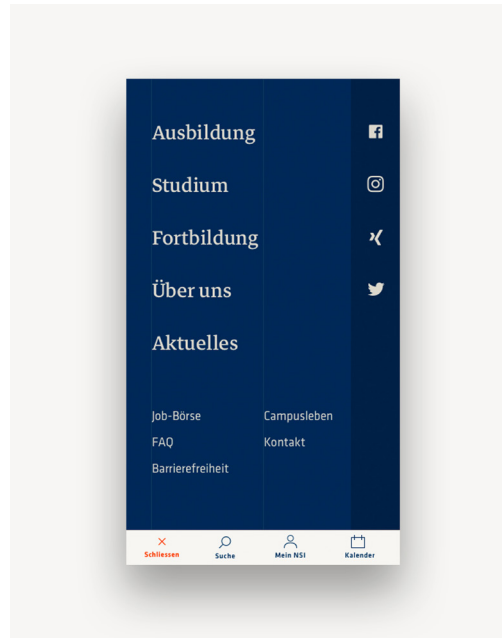 Ausbildung
Studium
Fortbildung
Über uns
Aktuelles
Job-Börse
Campusleben
FAQ
Kontakt
Barrierefreiheit
Schliessen
Suche
Mein NSI
Kalender